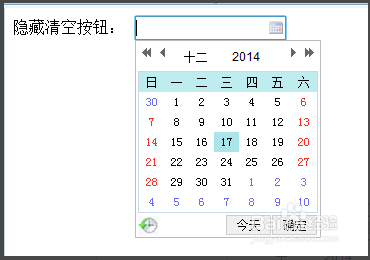 隐藏清空按钮：
十二 2014
日 一 二 三 四 五 六
30 1 2 3 4 5 6
7 8 9 10 11 12 13
14 15 16 17 18 19 20
21 22 23 24 25 26 27
28 29 30 31 1 2 3
4 5 6 7 8 9 10
今天 确定
Baidu 经验